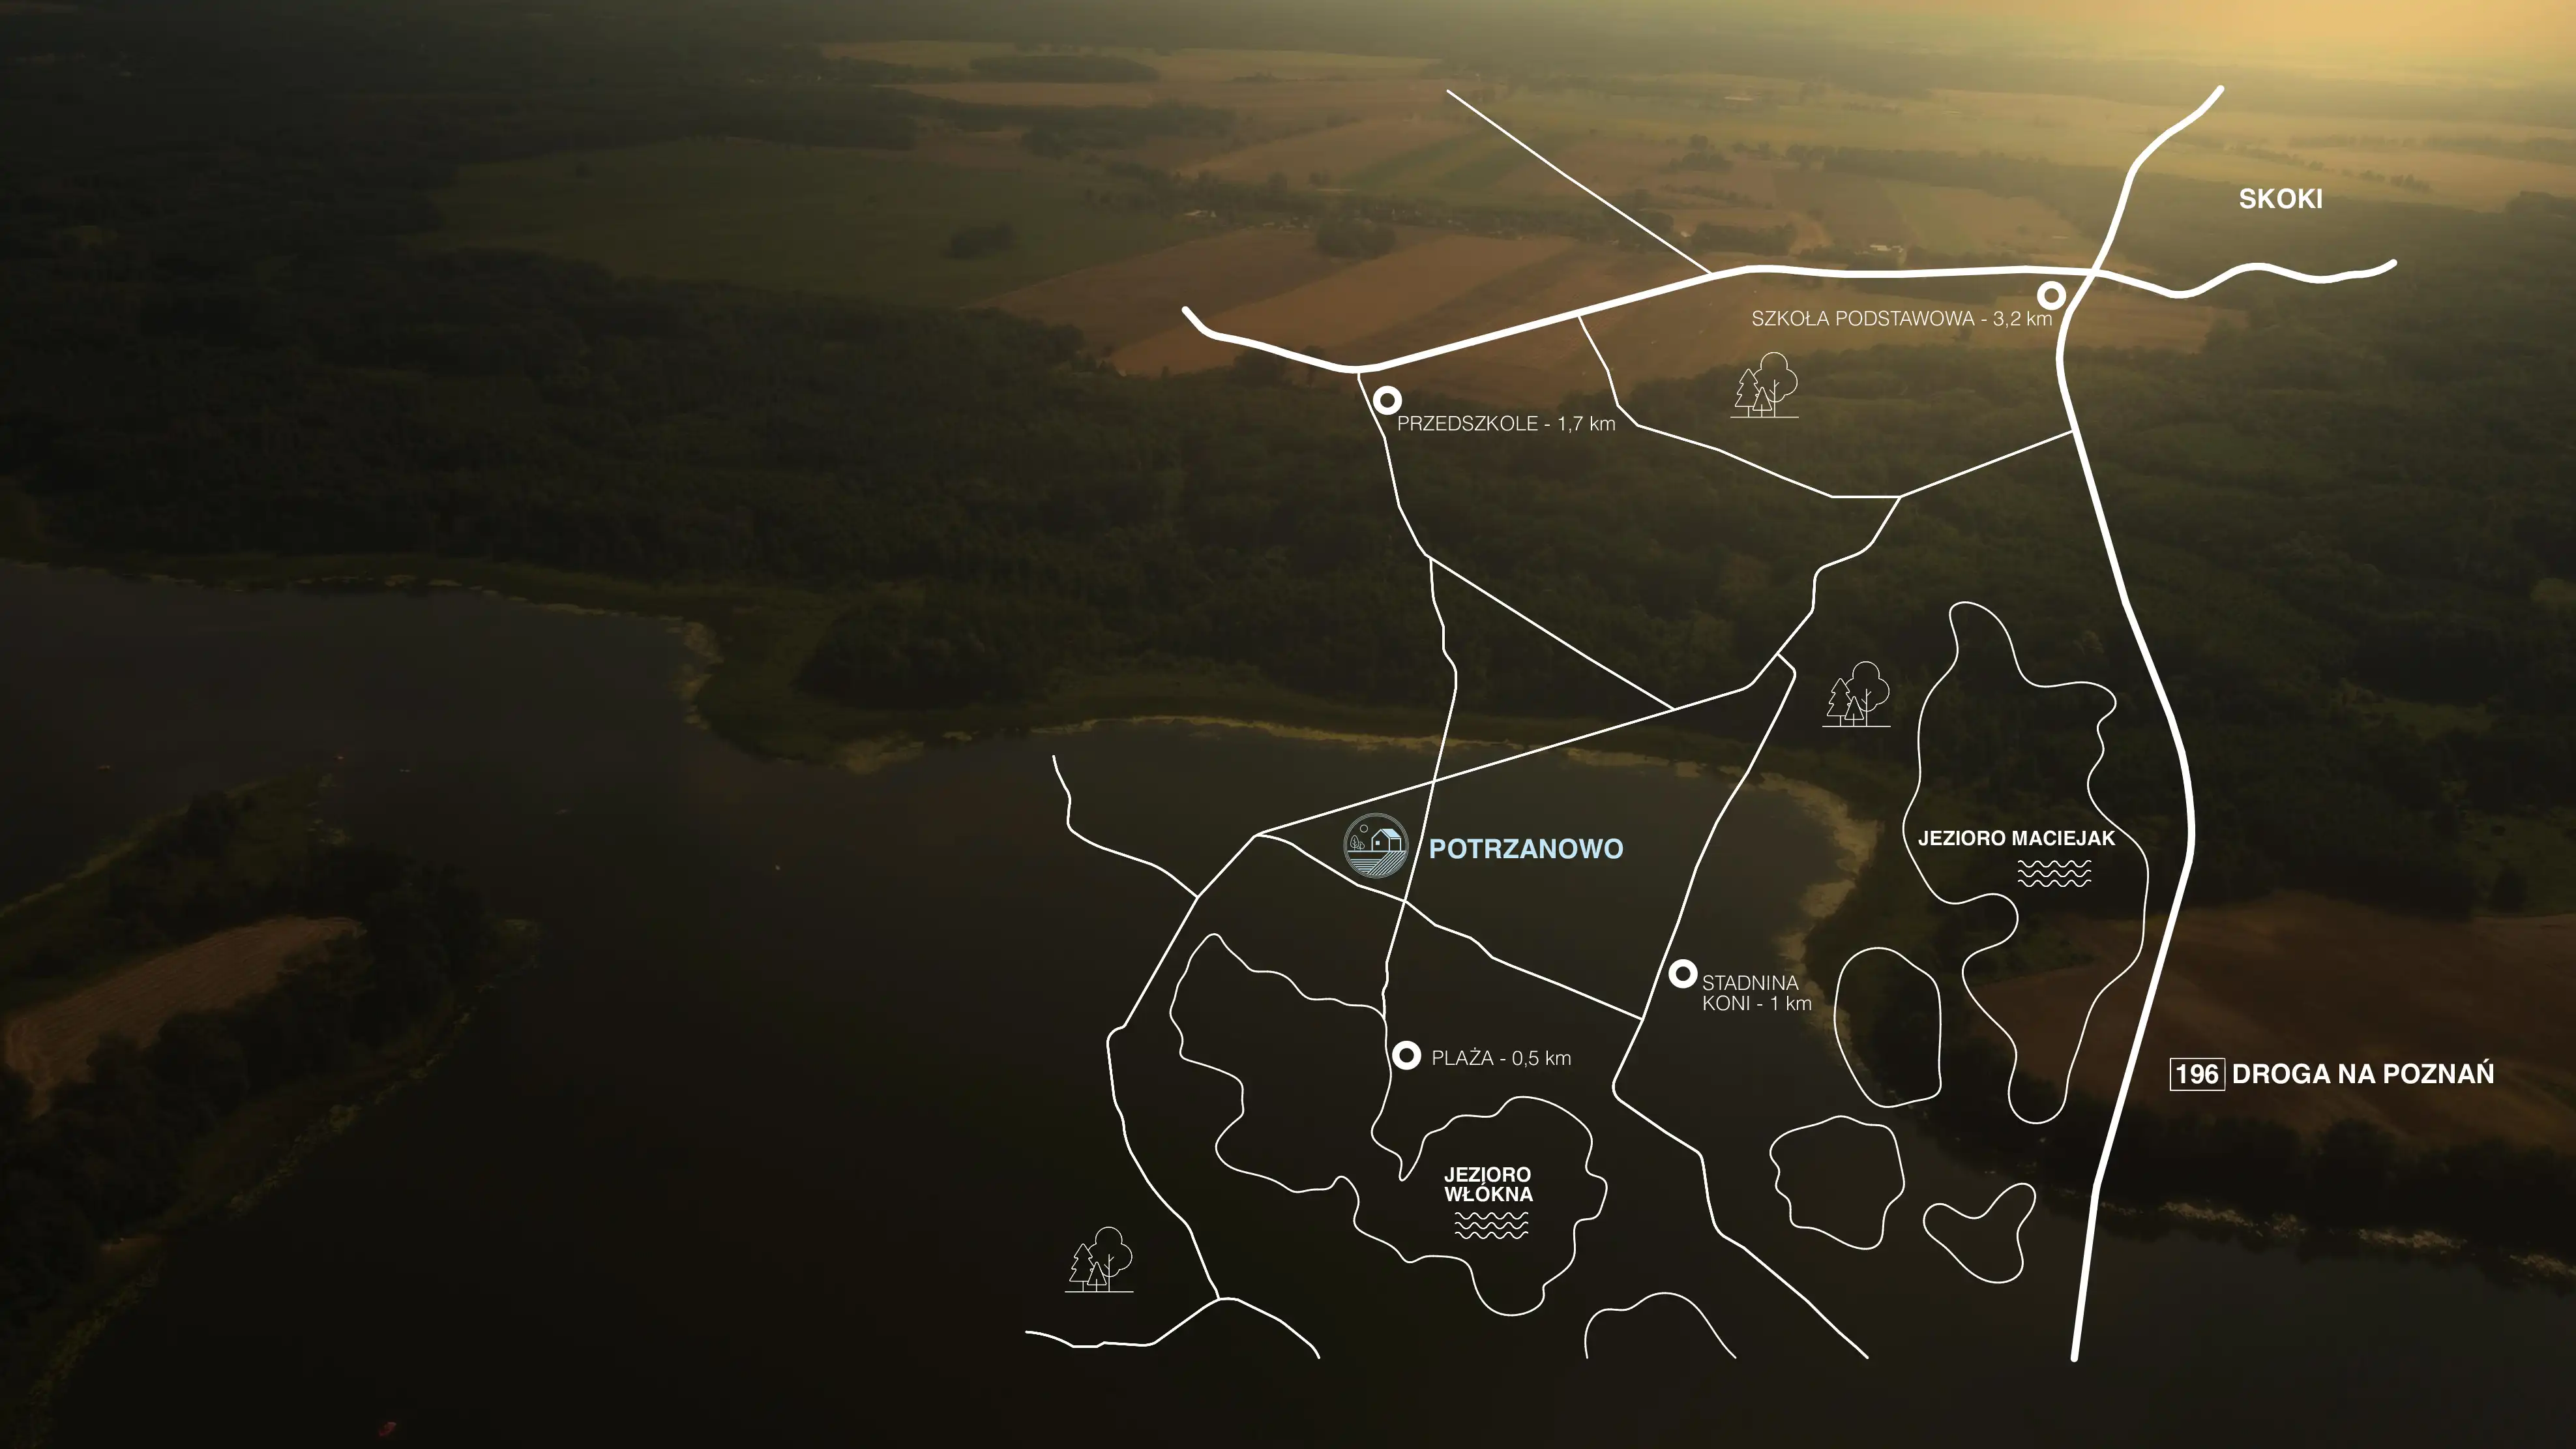 SKOKI
SZKOŁA PODSTAWOWA - 3,2 km
PRZEDSZKOLE - 1,7 km
JEZIORO MACIEJAK
POTRZANOWO
STADNINA
KONI - 1 km
PLAŻA - 0,5 km
196 DROGA NA POZNAŃ
JEZIORO
WŁÓKNA